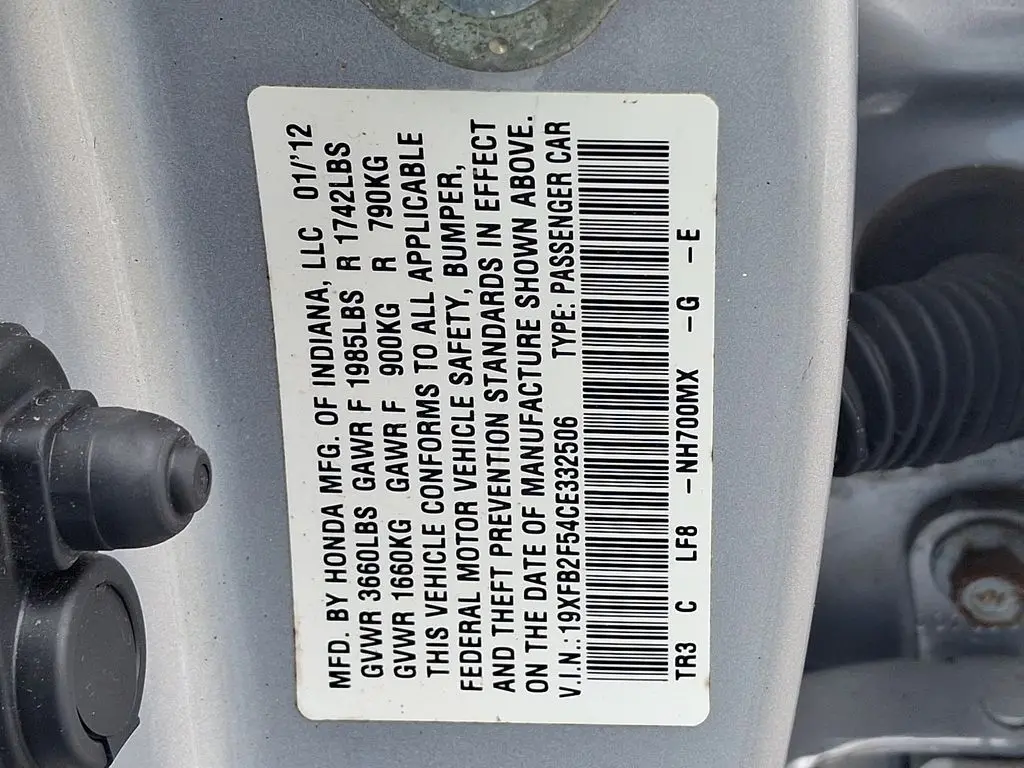 MFD. BY HONDA MFG. OF INDIANA, LLC 01/'12
GVWR 3660LBS GAWR F 1985LBS R 1742LBS
GVWR 1660KG GAWR F 900KG R 790KG
THIS VEHICLE CONFORMS TO ALL APPLICABLE
FEDERAL MOTOR VEHICLE SAFETY, BUMPER,
AND THEFT PREVENTION STANDARDS IN EFFECT
ON THE DATE OF MANUFACTURE SHOWN ABOVE.
V.I.N.:19XFB2F54CE332506 TYPE: PASSENGER CAR
TR3 C LF8 -NH700MX -G -E